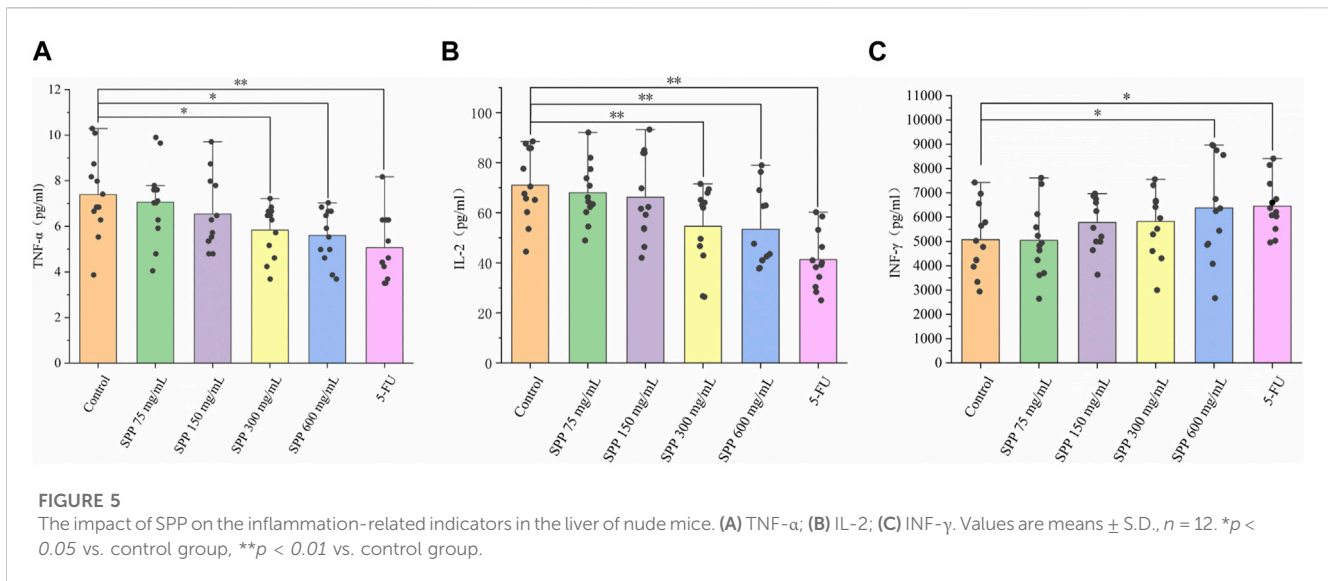 A
TNF-α (pg/ml)
12
10
8
6
4
2
0
**
*
*
Control
SPP 75 mg/mL
SPP 150 mg/mL
SPP 300 mg/mL
SPP 600 mg/mL
5-FU
B
IL-2 (pg/ml)
100
80
60
40
20
0
**
**
**
Control
SPP 75 mg/mL
SPP 150 mg/mL
SPP 300 mg/mL
SPP 600 mg/mL
5-FU
C
INF-γ (pg/ml)
11000
10000
9000
8000
7000
6000
5000
4000
3000
2000
1000
0
*
*
Control
SPP 75 mg/mL
SPP 150 mg/mL
SPP 300 mg/mL
SPP 600 mg/mL
5-FU
FIGURE 5
The impact of SPP on the inflammation-related indicators in the liver of nude mice. (A) TNF-α; (B) IL-2; (C) INF-γ. Values are means ± S.D., n = 12. *p <
0.05 vs. control group, **p < 0.01 vs. control group.